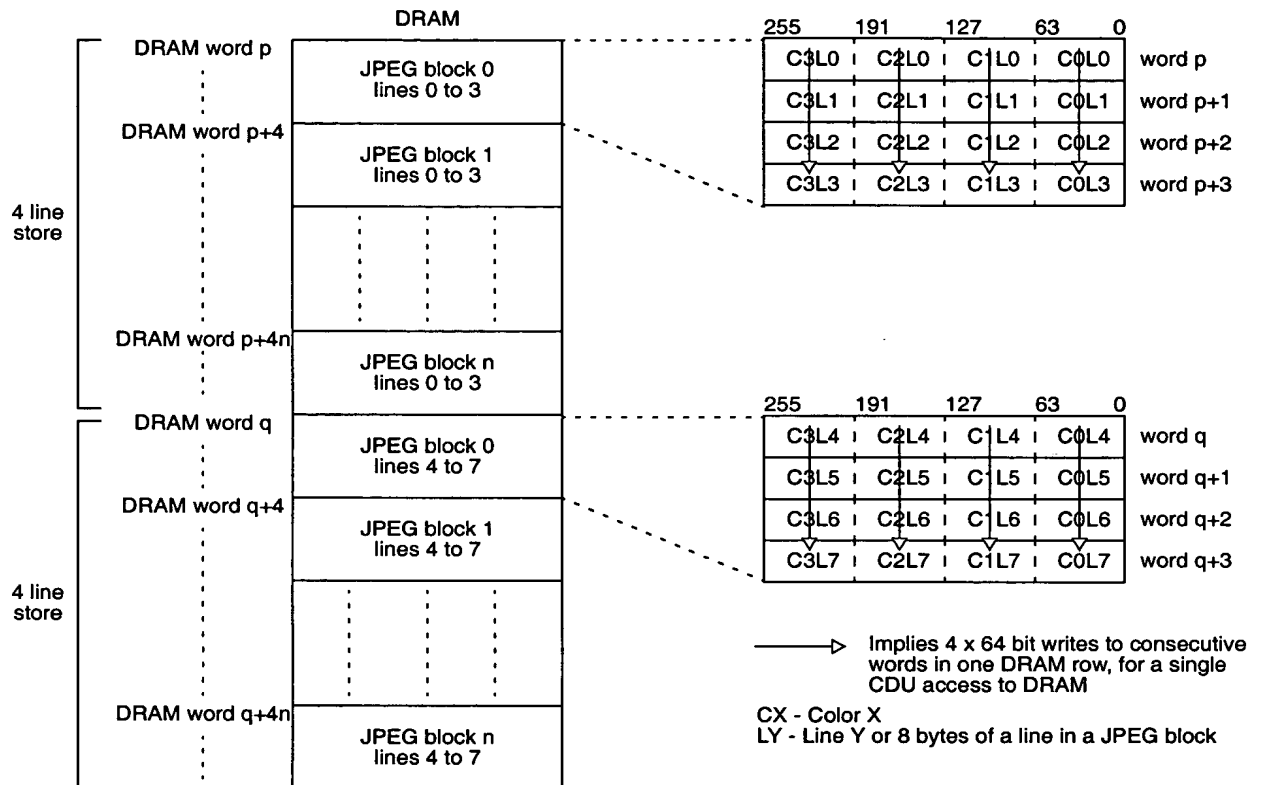 DRAM
DRAM word p
JPEG block 0
lines 0 to 3
DRAM word p+4
JPEG block 1
lines 0 to 3
4 line
store
DRAM word p+4n
JPEG block n
lines 0 to 3
255 191 127 63 0
C3L0 C2L0 C1L0 C0L0 word p
C3L1 C2L1 C1L1 C0L1 word p+1
C3L2 C2L2 C1L2 C0L2 word p+2
C3L3 C2L3 C1L3 C0L3 word p+3
DRAM word q
JPEG block 0
lines 4 to 7
DRAM word q+4
JPEG block 1
lines 4 to 7
4 line
store
DRAM word q+4n
JPEG block n
lines 4 to 7
255 191 127 63 0
C3L4 C2L4 C1L4 C0L4 word q
C3L5 C2L5 C1L5 C0L5 word q+1
C3L6 C2L6 C1L6 C0L6 word q+2
C3L7 C2L7 C1L7 C0L7 word q+3
Implies 4 x 64 bit writes to consecutive
words in one DRAM row, for a single
CDU access to DRAM
CX - Color X
LY - Line Y or 8 bytes of a line in a JPEG block